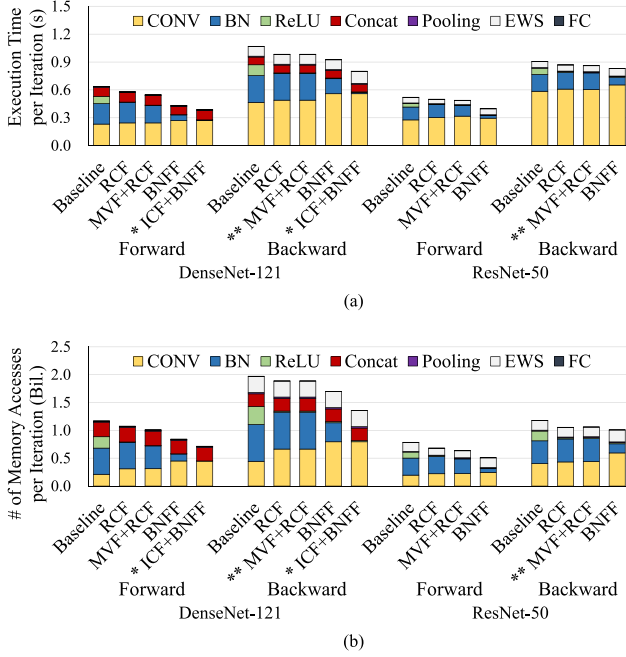 CONV BN ReLU Concat Pooling EWS FC
Execution Time per Iteration (s)
1.5
1.2
0.9
0.6
0.3
0.0
Baseline RCF MVF+RCF BNFF * ICF+BNFF Baseline RCF ** MVF+RCF BNFF * ICF+BNFF Baseline RCF MVF+RCF BNFF Baseline RCF ** MVF+RCF BNFF
Forward Backward Forward Backward
DenseNet-121 ResNet-50
(a)
CONV BN ReLU Concat Pooling EWS FC
# of Memory Accesses per Iteration (Bil.)
2.5
2.0
1.5
1.0
0.5
0.0
Baseline RCF MVF+RCF BNFF * ICF+BNFF Baseline RCF ** MVF+RCF BNFF * ICF+BNFF Baseline RCF MVF+RCF BNFF Baseline RCF ** MVF+RCF BNFF
Forward Backward Forward Backward
DenseNet-121 ResNet-50
(b)